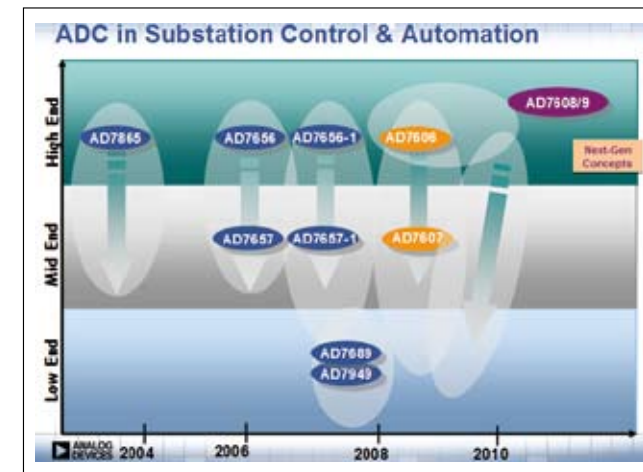 ADC in Substation Control & Automation
High End
AD7865
AD7656
AD7656-1
AD7606
AD7608/9
Next-Gen
Concepts
Mid End
AD7657
AD7657-1
AD7607
Low End
AD7689
AD7949
ANALOG
DEVICES
2004
2006
2008
2010